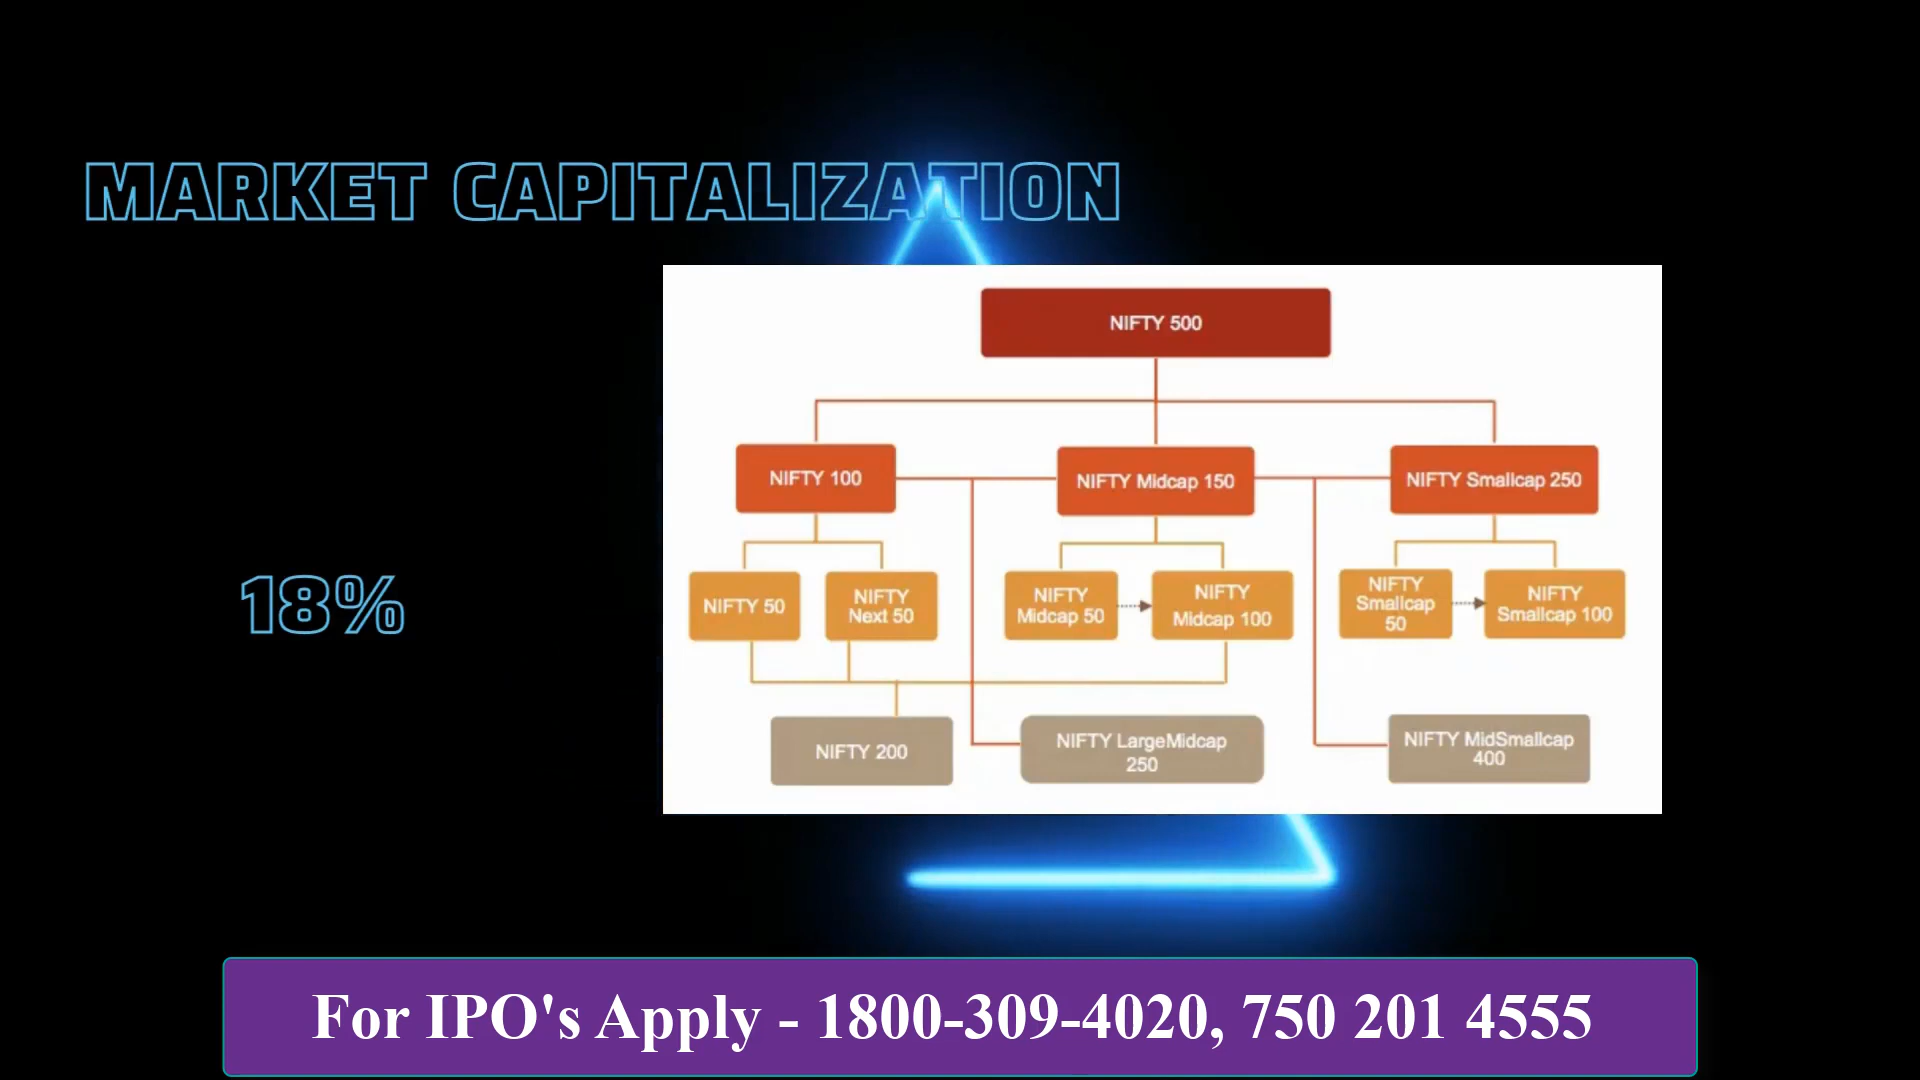 MARKET CAPITALIZATION
18%
NIFTY 500
NIFTY 100
NIFTY Midcap 150
NIFTY Smallcap 250
NIFTY 50
NIFTY
Next 50
NIFTY
Midcap 50
NIFTY
Midcap 100
NIFTY
Smallcap
50
NIFTY
Smallcap 100
NIFTY 200
NIFTY LargeMidcap
250
NIFTY MidSmallcap
400
For IPO's Apply - 1800-309-4020, 750 201 4555